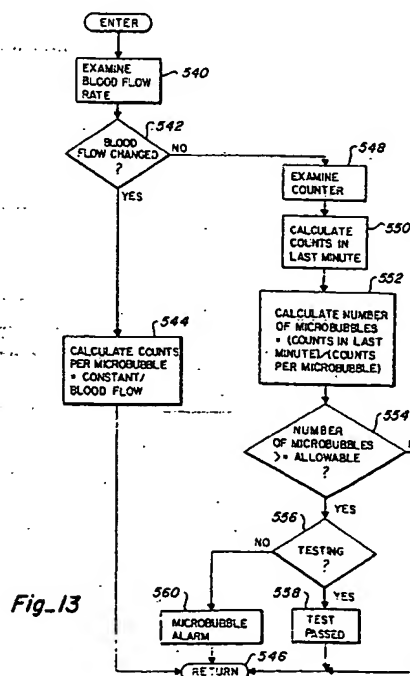 ENTER
EXAMINE
BLOOD FLOW
RATE
540
BLOOD
FLOW CHANGED
?
542
NO
YES
548
EXAMINE
COUNTER
550
CALCULATE
COUNTS IN
LAST MINUTE
552
CALCULATE NUMBER
OF MICROBUBBLES
= (COUNTS IN LAST
MINUTE)/(COUNTS
PER MICROBUBBLE)
544
CALCULATE COUNTS
PER MICROBUBBLE
= CONSTANT/
BLOOD FLOW
554
NUMBER
OF MICROBUBBLES
>= ALLOWABLE
?
YES
556
TESTING
?
NO
YES
560
MICROBUBBLE
ALARM
558
TEST
PASSED
RETURN
546
Fig_13